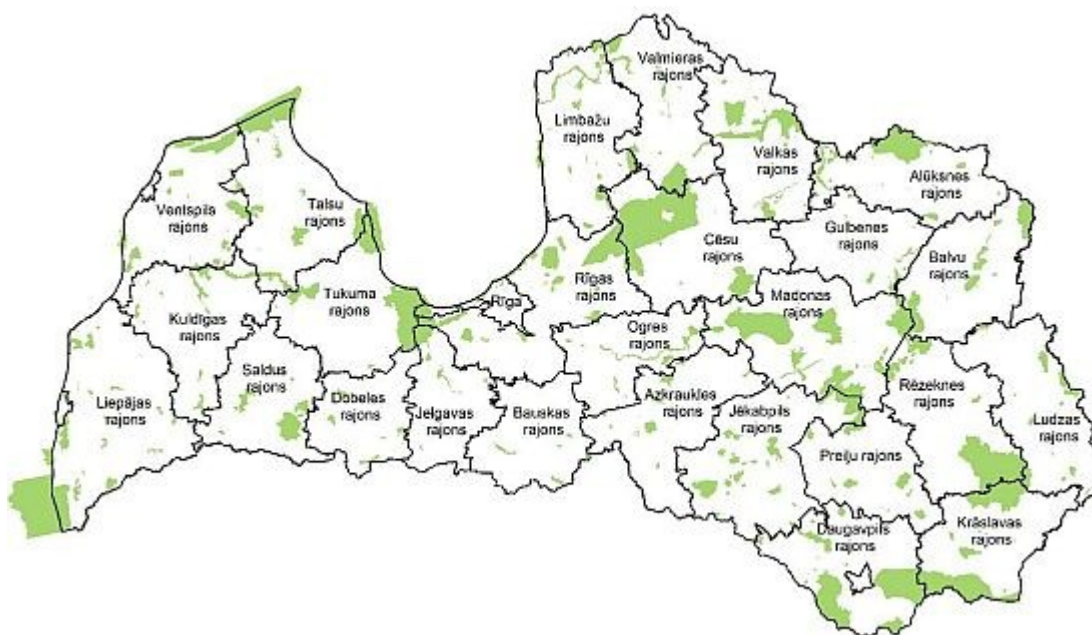 Valmieras
rajons
Limbažu
rajons
Valkas
rajons
Alūksnes
rajons
Ventspils
rajons
Talsu
rajons
Gulbenes
rajons
Cēsu
rajons
Balvu
rajons
Rīgas
rajons
Rīga
Madonas
rajons
Tukuma
rajons
Kuldīgas
rajons
Ogres
rajons
Saldus
rajons
Rēzeknes
rajons
Liepājas
rajons
Dobeles
rajons
Jelgavas
rajons
Bauskas
rajons
Azkraukles
rajons
Jēkabpils
rajons
Ludzas
rajons
Preiļu rajons
Daugavpils
rajons
Krāslavas
rajons